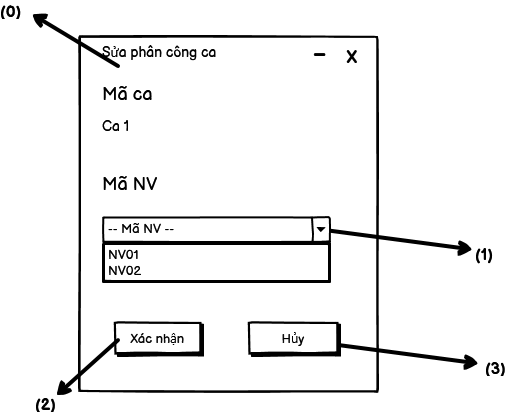 (0)
Sửa phân công ca
– X
Mã ca
Ca 1
Mã NV
-- Mã NV --
NV01
NV02
(1)
Xác nhận
Hủy
(2)
(3)